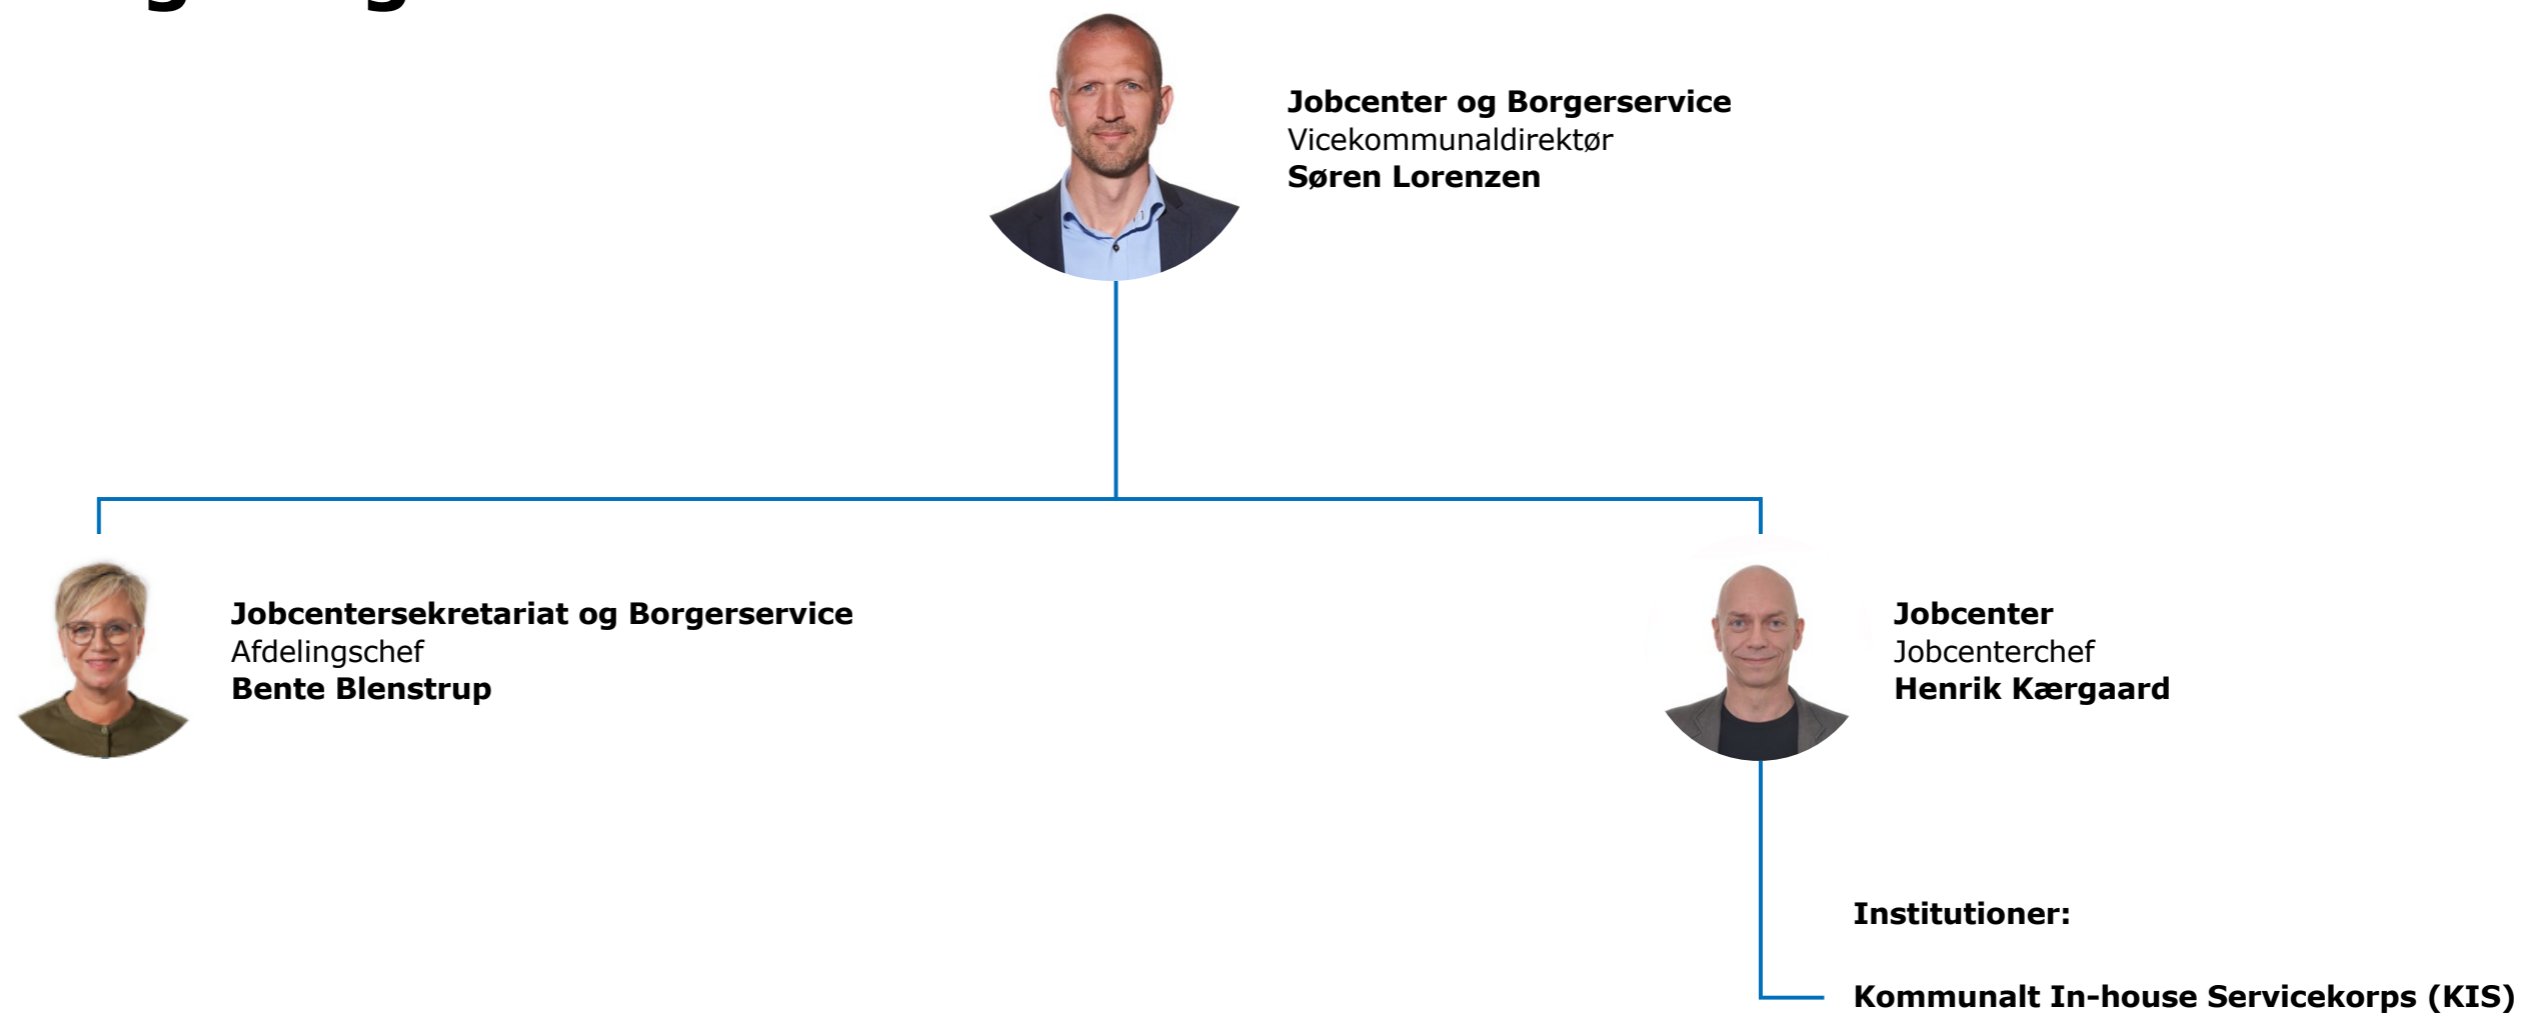 Jobcenter og Borgerservice
Vicekommunaldirektør
Søren Lorenzen
Jobcentersekretariat og Borgerservice
Afdelingschef
Bente Blenstrup
Jobcenter
Jobcenterchef
Henrik Kærgaard
Institutioner:
Kommunalt In-house Servicekorps (KIS)